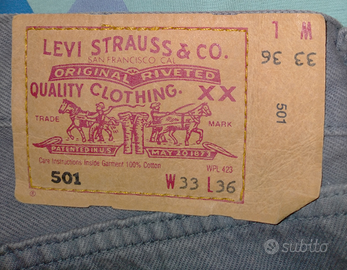 LEVI STRAUSS & CO.
SAN FRANCISCO, CAL.
ORIGINAL RIVETED
QUALITY CLOTHING. XX
TRADE MARK
PATENTED IN U.S. MAY 20 1873
Care Instructions Inside Garment 100% Cotton
WPL 423
501 W 33 L 36
L W
36 33
501
subito